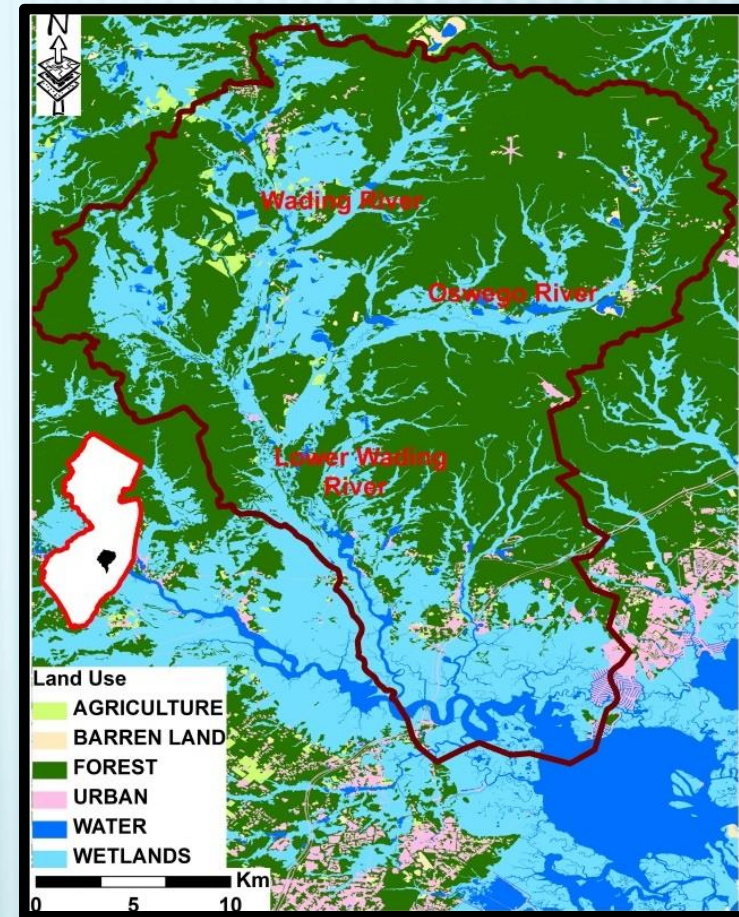 N
Wading River
Oswego River
Lower Wading
River
Land Use
AGRICULTURE
BARREN LAND
FOREST
URBAN
WATER
WETLANDS
Km
0 5 10